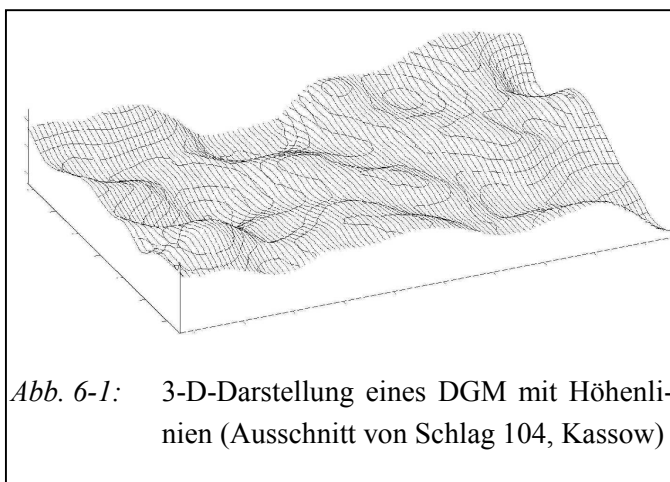 Abb. 6-1: 3-D-Darstellung eines DGM mit Höhenli-
nien (Ausschnitt von Schlag 104, Kassow)